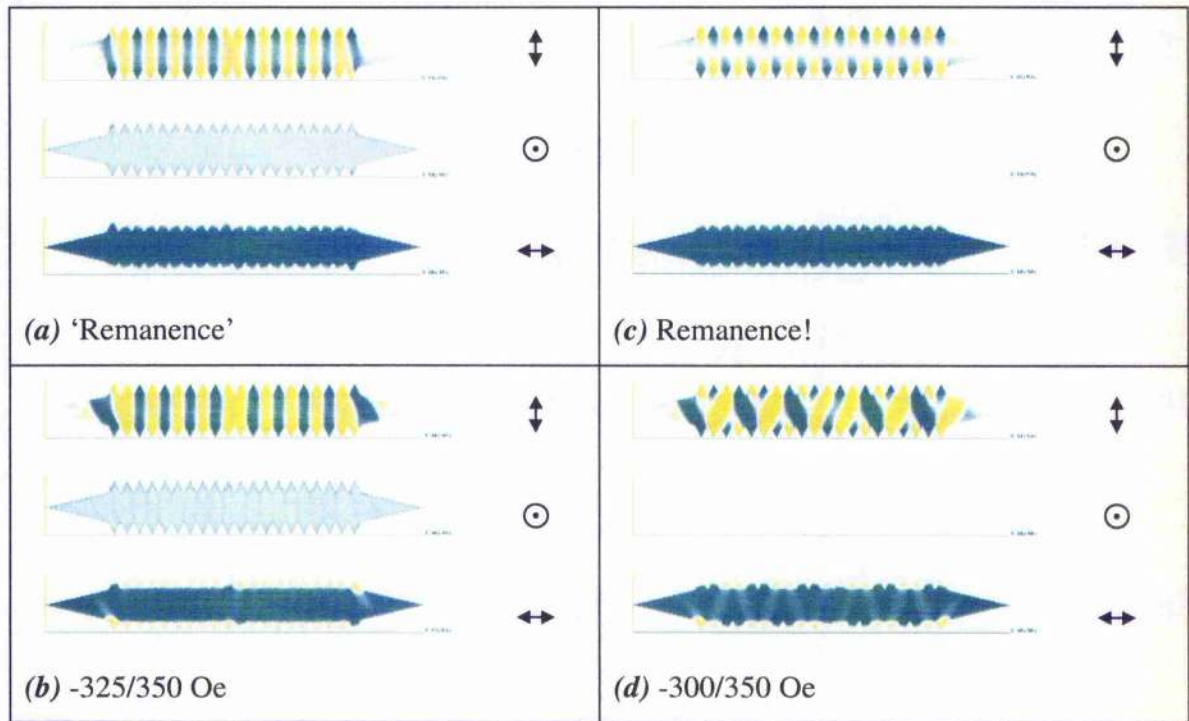 (a) ‘Remanence’
(c) Remanence!
(b) -325/350 Oe
(d) -300/350 Oe